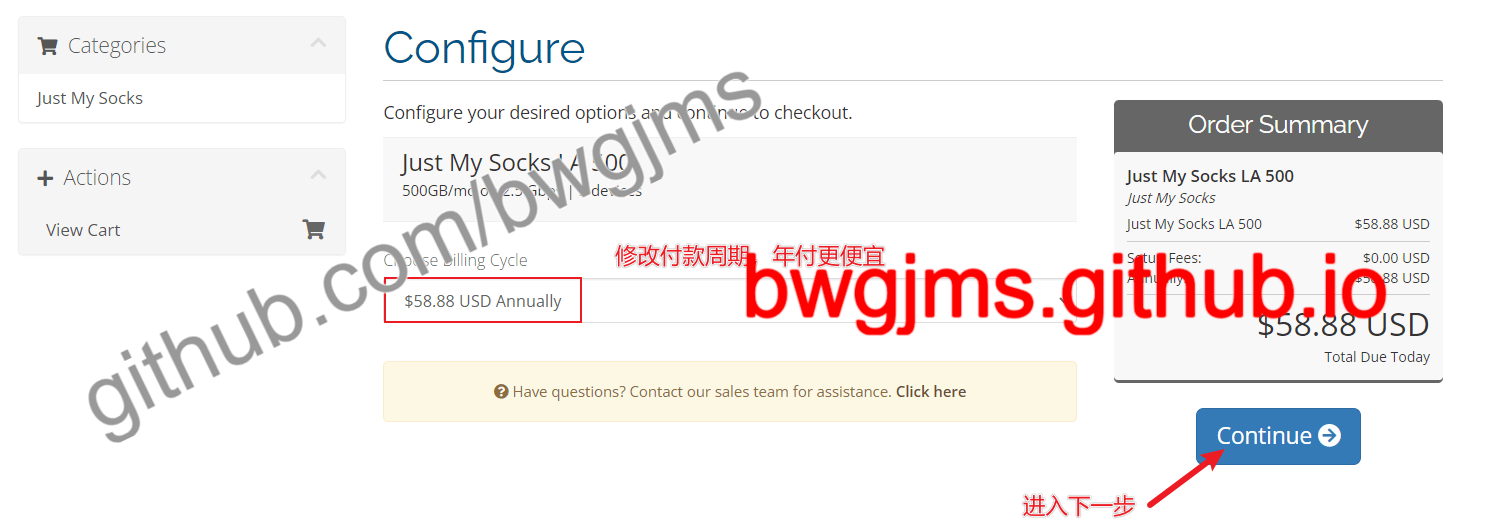 Categories
Just My Socks
Actions
View Cart
Configure
Configure your desired options and continue to checkout.
Just My Socks LA 500
500GB/mo 2.5 Gbps | devices
Choose Billing Cycle
修改付款周期，年付更便宜
$58.88 USD Annually
Have questions? Contact our sales team for assistance. Click here
Order Summary
Just My Socks LA 500
Just My Socks
Just My Socks LA 500 $58.88 USD
Setup Fees: $0.00 USD
Annually: $58.88 USD
$58.88 USD
Total Due Today
Continue
进入下一步
github.com/bwgjms
bwgjms.github.io